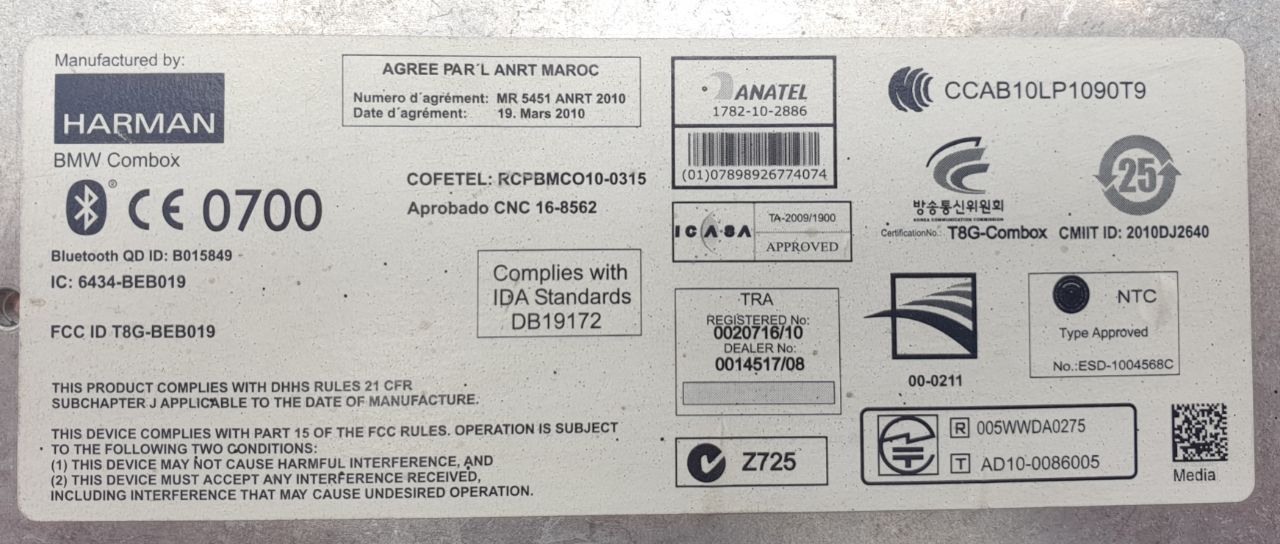 Manufactured by:
HARMAN
BMW Combox
®
CE 0700
Bluetooth QD ID: B015849
IC: 6434-BEB019
FCC ID T8G-BEB019
THIS PRODUCT COMPLIES WITH DHHS RULES 21 CFR
SUBCHAPTER J APPLICABLE TO THE DATE OF MANUFACTURE.
THIS DEVICE COMPLIES WITH PART 15 OF THE FCC RULES. OPERATION IS SUBJECT
TO THE FOLLOWING TWO CONDITIONS:
(1) THIS DEVICE MAY NOT CAUSE HARMFUL INTERFERENCE, AND
(2) THIS DEVICE MUST ACCEPT ANY INTERFERENCE RECEIVED,
INCLUDING INTERFERENCE THAT MAY CAUSE UNDESIRED OPERATION.
AGREE PAR´L ANRT MAROC
Numero d´agrément: MR 5451 ANRT 2010
Date d´agrément: 19. Mars 2010
COFETEL: RCPBMCO10-0315
Aprobado CNC 16-8562
Complies with
IDA Standards
DB19172
ANATEL
1782-10-2886
(01)07898926774074
ICASA
TA-2009/1900
APPROVED
TRA
REGISTERED No:
0020716/10
DEALER No:
0014517/08
Z725
CCAB10LP1090T9
방송통신위원회
KOREA COMMUNICATIONS COMMISSION
25
CertificationNo.: T8G-Combox CMIIT ID: 2010DJ2640
00-0211
NTC
Type Approved
No.:ESD-1004568C
R 005WWDA0275
T AD10-0086005
Media